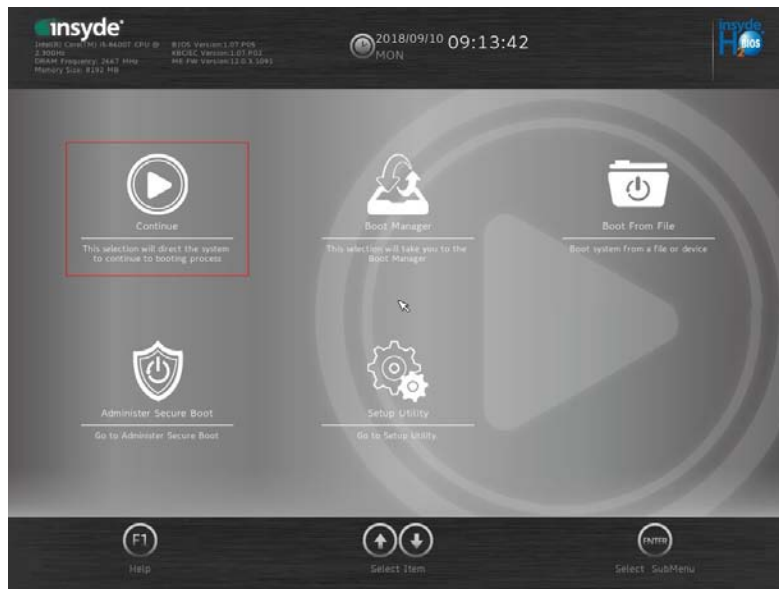 insyde
Intel(R) Core(TM) i5-8600T CPU @
2.30GHz
DRAM Frequency: 2667 MHz
Memory Size: 8192 MB
BIOS Version:1.07.P05
KBC/EC Version:1.07.P02
ME FW Version:12.0.3.1091
2018/09/10 09:13:42
MON
insyde
H2O BIOS
Continue
This selection will direct the system
to continue to booting process
Boot Manager
This selection will take you to the
Boot Manager
Boot From File
Boot system from a file or device
Administer Secure Boot
Go to Administer Secure Boot
Setup Utility
Go to Setup Utility
F1
Help
Select Item
ENTER
Select SubMenu